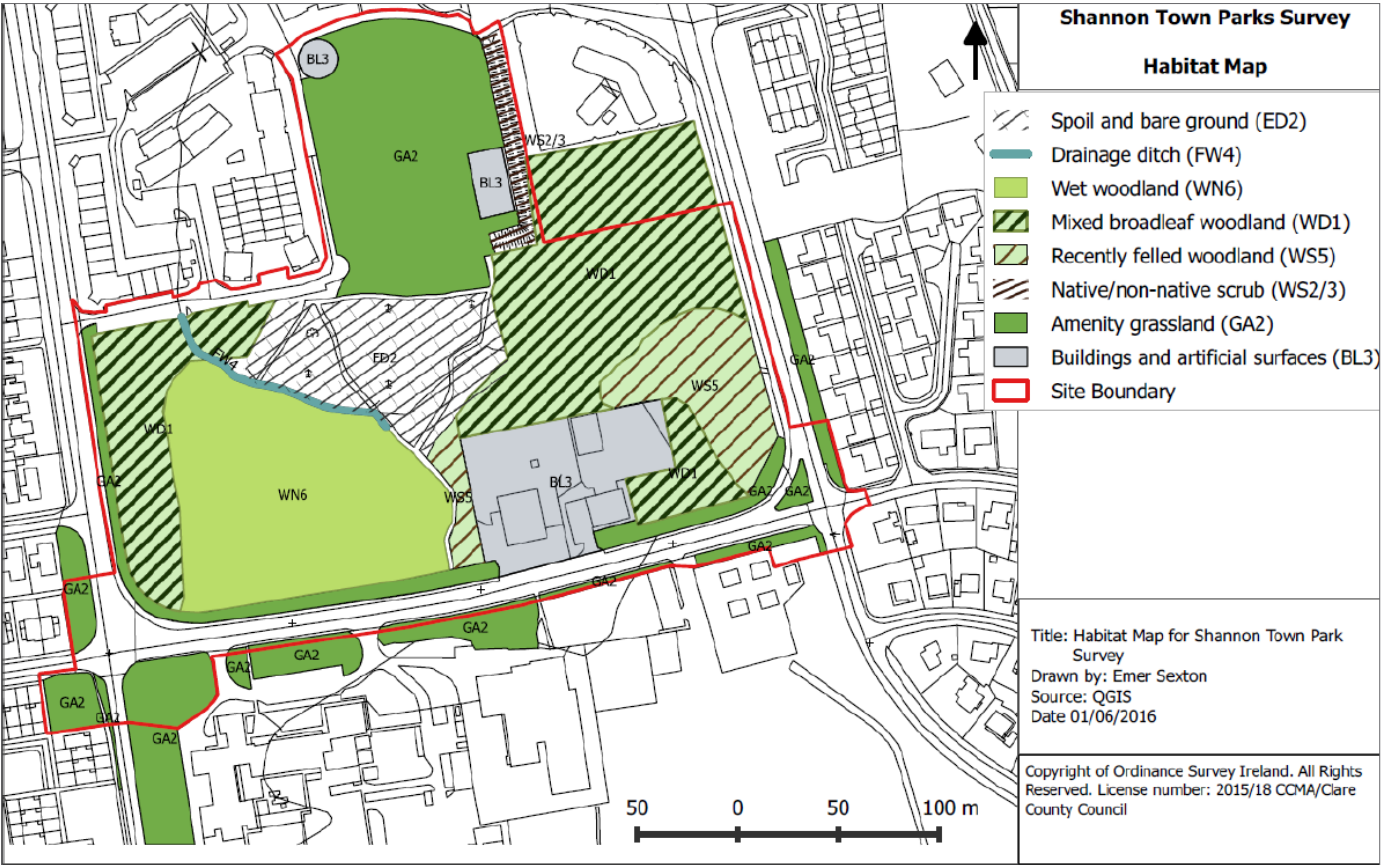 Shannon Town Parks Survey
Habitat Map
Spoil and bare ground (ED2)
Drainage ditch (FW4)
Wet woodland (WN6)
Mixed broadleaf woodland (WD1)
Recently felled woodland (WS5)
Native/non-native scrub (WS2/3)
Amenity grassland (GA2)
Buildings and artificial surfaces (BL3)
Site Boundary
BL3
GA2
WS2/3
BL3
WD1
FW4
ED2
GA2
WS5
WD1
GA2
WN6
WS5
BL3
WD1
GA2
GA2
GA2
GA2
GA2
GA2
GA2
GA2
GA2
GA2
GA2
50 0 50 100 m
Title: Habitat Map for Shannon Town Park
Survey
Drawn by: Emer Sexton
Source: QGIS
Date 01/06/2016
Copyright of Ordinance Survey Ireland. All Rights
Reserved. License number: 2015/18 CCMA/Clare
County Council